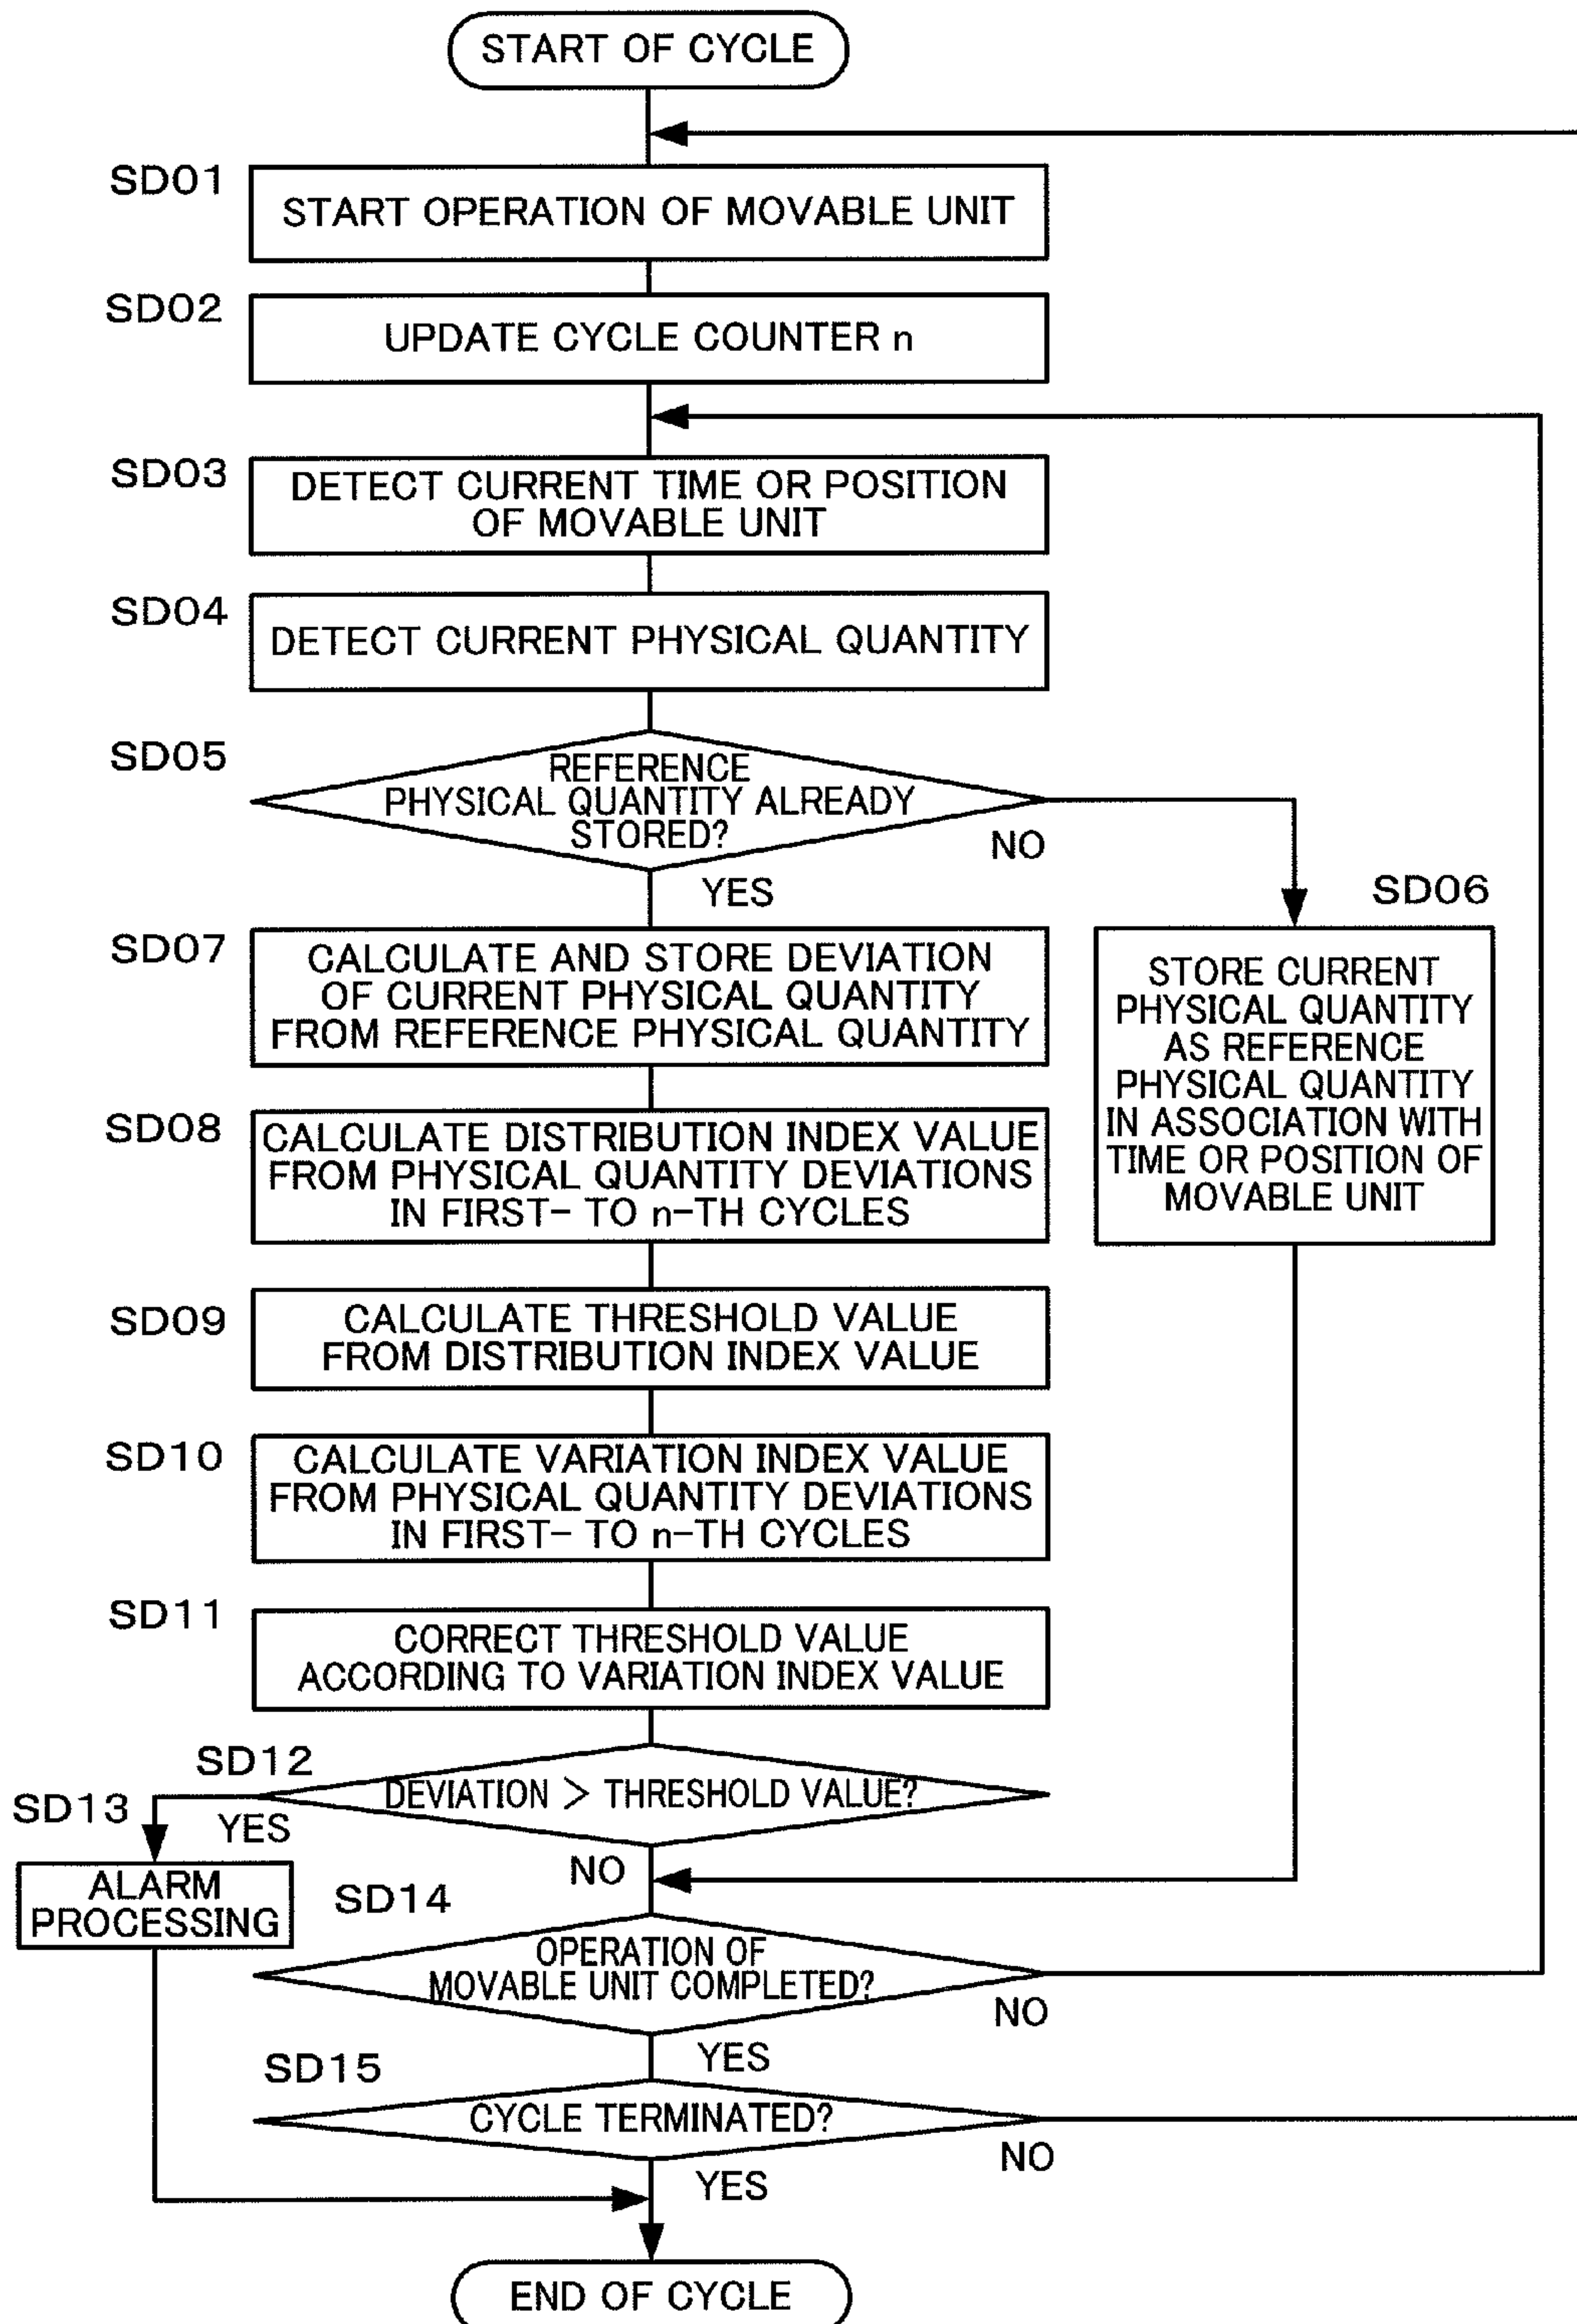 START OF CYCLE
SD01
START OPERATION OF MOVABLE UNIT
SD02
UPDATE CYCLE COUNTER n
SD03
DETECT CURRENT TIME OR POSITION
OF MOVABLE UNIT
SD04
DETECT CURRENT PHYSICAL QUANTITY
SD05
REFERENCE
PHYSICAL QUANTITY ALREADY
STORED?
NO
YES
SD06
STORE CURRENT
PHYSICAL QUANTITY
AS REFERENCE
PHYSICAL QUANTITY
IN ASSOCIATION WITH
TIME OR POSITION OF
MOVABLE UNIT
SD07
CALCULATE AND STORE DEVIATION
OF CURRENT PHYSICAL QUANTITY
FROM REFERENCE PHYSICAL QUANTITY
SD08
CALCULATE DISTRIBUTION INDEX VALUE
FROM PHYSICAL QUANTITY DEVIATIONS
IN FIRST- TO n-TH CYCLES
SD09
CALCULATE THRESHOLD VALUE
FROM DISTRIBUTION INDEX VALUE
SD10
CALCULATE VARIATION INDEX VALUE
FROM PHYSICAL QUANTITY DEVIATIONS
IN FIRST- TO n-TH CYCLES
SD11
CORRECT THRESHOLD VALUE
ACCORDING TO VARIATION INDEX VALUE
SD12
DEVIATION > THRESHOLD VALUE?
SD13
YES
ALARM
PROCESSING
NO
SD14
OPERATION OF
MOVABLE UNIT COMPLETED?
NO
YES
SD15
CYCLE TERMINATED?
NO
YES
END OF CYCLE